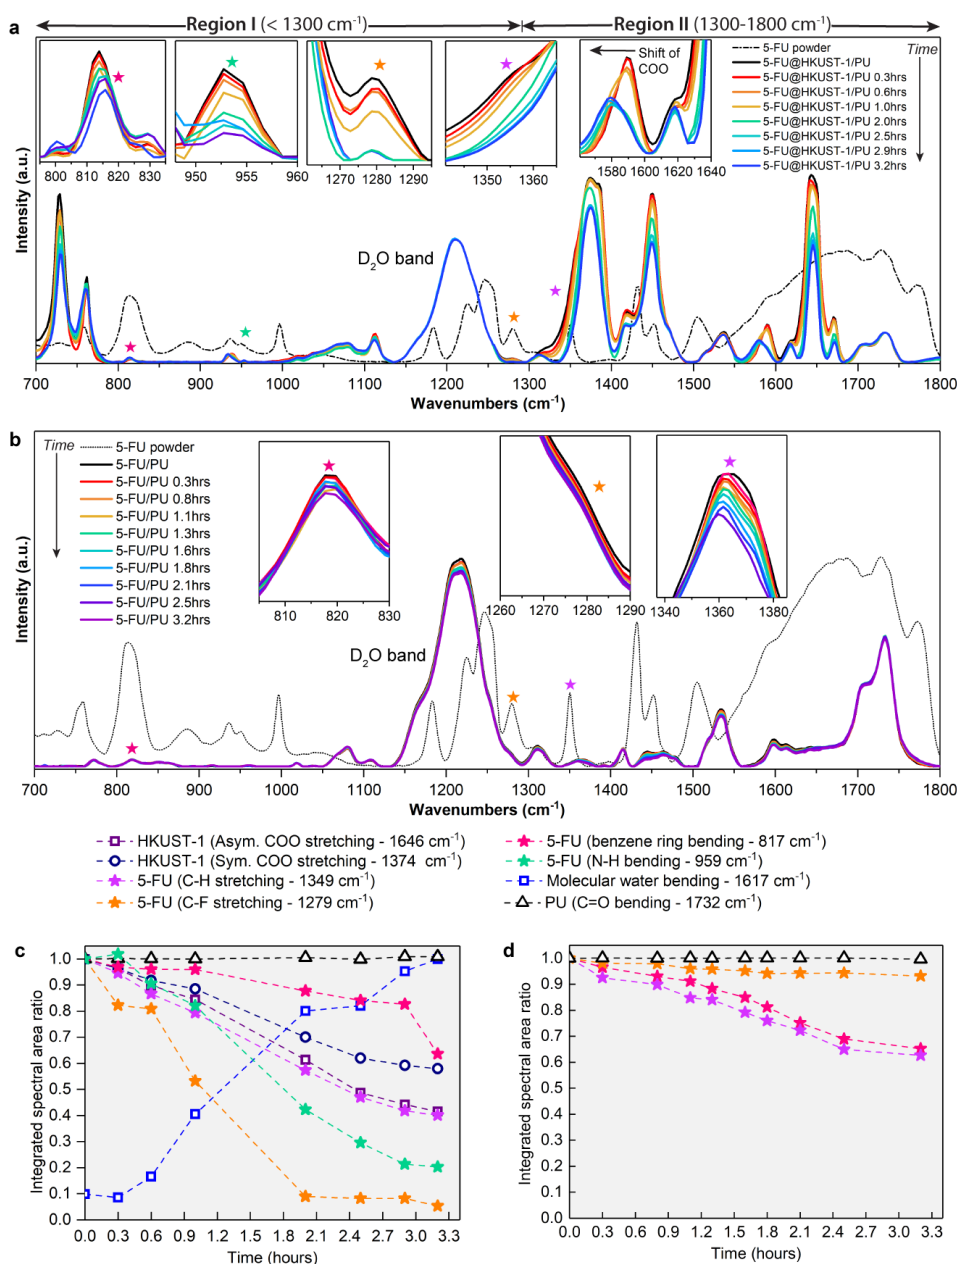 Region I (< 1300 cm⁻¹) Region II (1300-1800 cm⁻¹)
a
Shift of
COO
Time
5-FU powder
5-FU@HKUST-1/PU
5-FU@HKUST-1/PU 0.3hrs
5-FU@HKUST-1/PU 0.6hrs
5-FU@HKUST-1/PU 1.0hrs
5-FU@HKUST-1/PU 2.0hrs
5-FU@HKUST-1/PU 2.5hrs
5-FU@HKUST-1/PU 2.9hrs
5-FU@HKUST-1/PU 3.2hrs
800 810 820 830
945 950 955 960
1270 1280 1290
1350 1360
1580 1600 1620 1640
Intensity (a.u.)
D₂O band
700 800 900 1000 1100 1200 1300 1400 1500 1600 1700 1800
Wavenumbers (cm⁻¹)
b
Time
5-FU powder
5-FU/PU
5-FU/PU 0.3hrs
5-FU/PU 0.8hrs
5-FU/PU 1.1hrs
5-FU/PU 1.3hrs
5-FU/PU 1.6hrs
5-FU/PU 1.8hrs
5-FU/PU 2.1hrs
5-FU/PU 2.5hrs
5-FU/PU 3.2hrs
810 820 830
1260 1270 1280 1290
1340 1360 1380
Intensity (a.u.)
D₂O band
700 800 900 1000 1100 1200 1300 1400 1500 1600 1700 1800
Wavenumbers (cm⁻¹)
HKUST-1 (Asym. COO stretching - 1646 cm⁻¹)
HKUST-1 (Sym. COO stretching - 1374 cm⁻¹)
5-FU (C-H stretching - 1349 cm⁻¹)
5-FU (C-F stretching - 1279 cm⁻¹)
5-FU (benzene ring bending - 817 cm⁻¹)
5-FU (N-H bending - 959 cm⁻¹)
Molecular water bending - 1617 cm⁻¹)
PU (C=O bending - 1732 cm⁻¹)
c
Integrated spectral area ratio
1.0
0.9
0.8
0.7
0.6
0.5
0.4
0.3
0.2
0.1
0.0
0.0 0.3 0.6 0.9 1.2 1.5 1.8 2.1 2.4 2.7 3.0 3.3
Time (hours)
d
Integrated spectral area ratio
1.0
0.9
0.8
0.7
0.6
0.5
0.4
0.3
0.2
0.1
0.0
0.0 0.3 0.6 0.9 1.2 1.5 1.8 2.1 2.4 2.7 3.0 3.3
Time (hours)